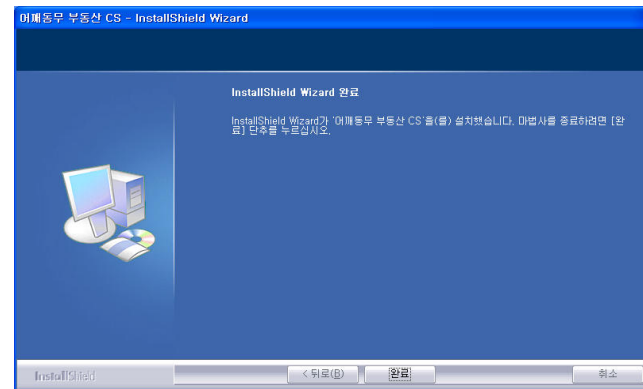 어깨동무 부동산 CS - InstallShield Wizard
InstallShield Wizard 완료
InstallShield Wizard가 '어깨동무 부동산 CS'을(를) 설치했습니다. 마법사를 종료하려면 [완
료] 단추를 누르십시오.
InstallShield
< 뒤로(B)
완료
취소